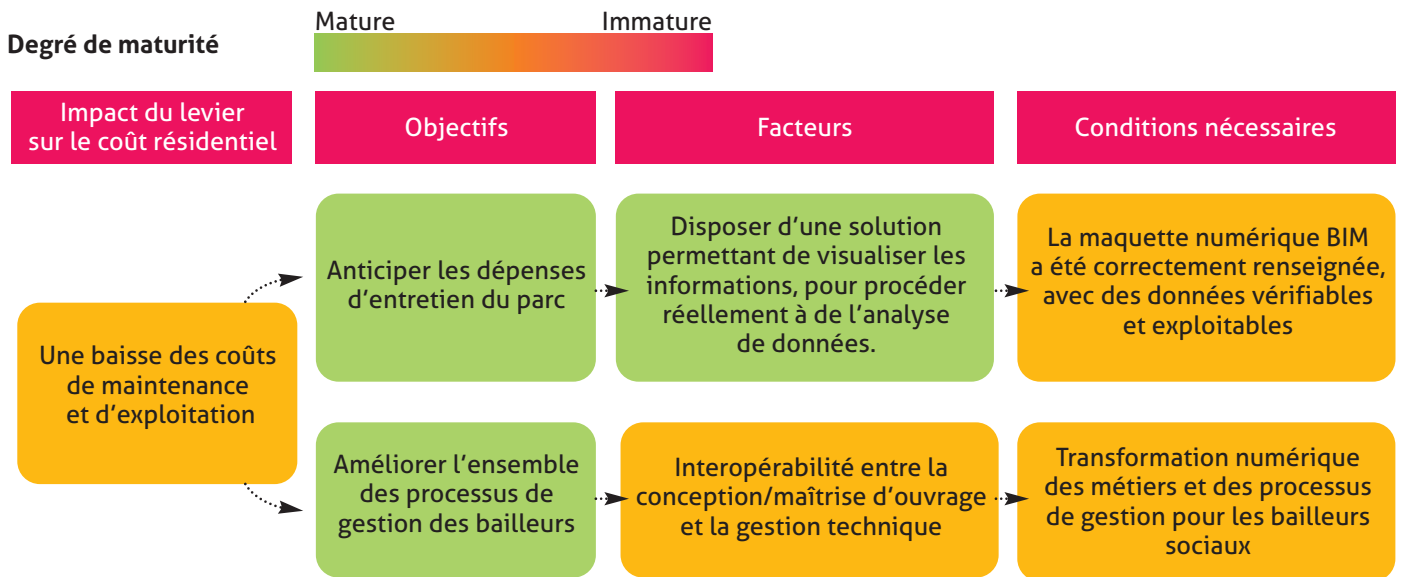 Degré de maturité
Mature
Immature
Impact du levier
sur le coût résidentiel
Objectifs
Facteurs
Conditions nécessaires
Une baisse des coûts
de maintenance
et d’exploitation
Anticiper les dépenses
d’entretien du parc
Disposer d’une solution
permettant de visualiser les
informations, pour procéder
réellement à de l’analyse
de données.
La maquette numérique BIM
a été correctement renseignée,
avec des données vérifiables
et exploitables
Améliorer l’ensemble
des processus de
gestion des bailleurs
Interopérabilité entre la
conception/maîtrise d’ouvrage
et la gestion technique
Transformation numérique
des métiers et des processus
de gestion pour les bailleurs
sociaux